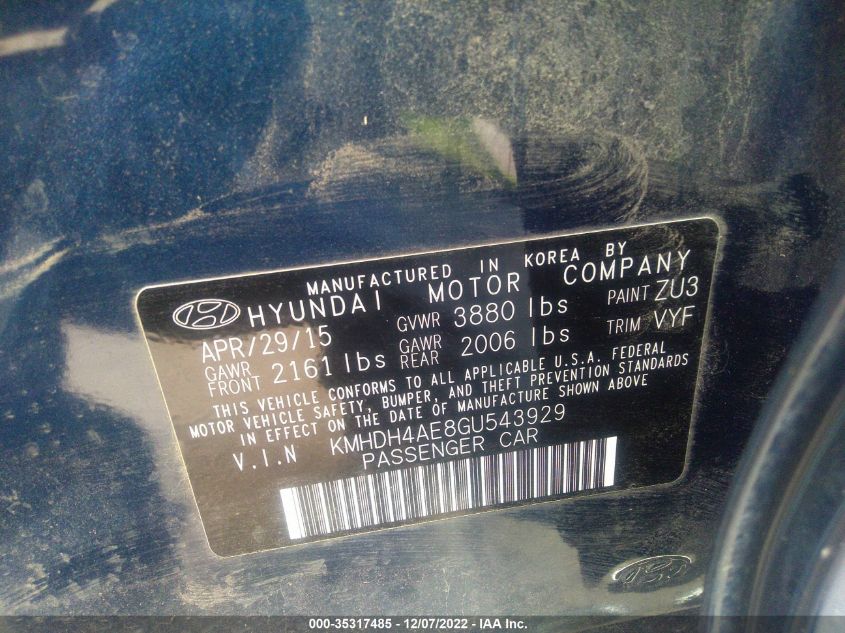 MANUFACTURED IN KOREA BY
HYUNDAI MOTOR COMPANY
APR/29/15 GVWR 3880 lbs PAINT ZU3
GAWR FRONT 2161 lbs GAWR REAR 2006 lbs TRIM VYF
THIS VEHICLE CONFORMS TO ALL APPLICABLE U.S.A. FEDERAL
MOTOR VEHICLE SAFETY, BUMPER, AND THEFT PREVENTION STANDARDS
IN EFFECT ON THE DATE OF MANUFACTURE SHOWN ABOVE
V.I.N KMHDH4AE8GU543929
PASSENGER CAR
000-35317485 - 12/07/2022 - IAA Inc.